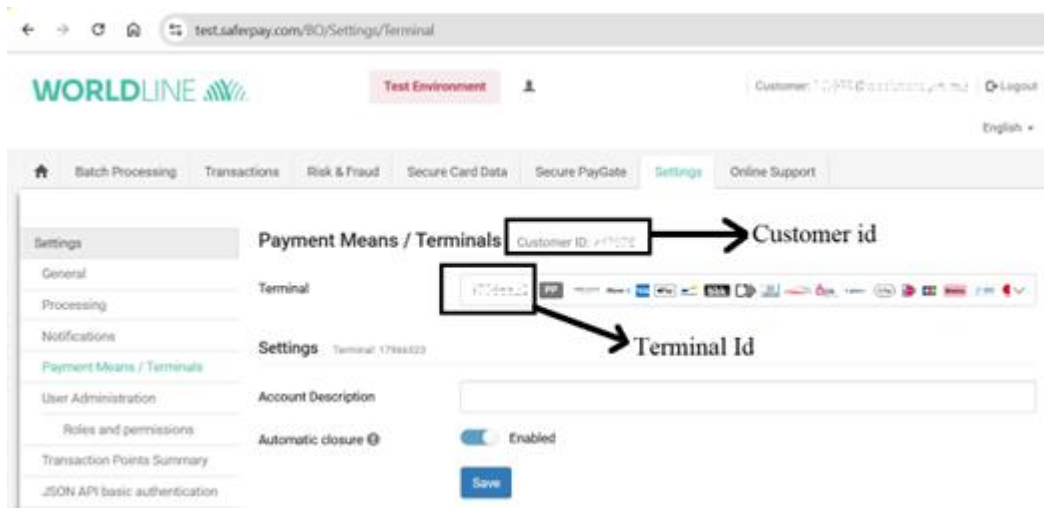 test.saferpay.com/BO/Settings/Terminal
WORLDLINE
Test Environment
Customer:
Logout
English
Batch Processing Transactions Risk & Fraud Secure Card Data Secure PayGate Settings Online Support
Settings
General
Processing
Notifications
Payment Means / Terminals
User Administration
Roles and permissions
Transaction Points Summary
JSON API basic authentication
Payment Means / Terminals Customer ID:
Customer id
Terminal
Terminal Id
Settings Terminal: 17966523
Account Description
Automatic closure Enabled
Save